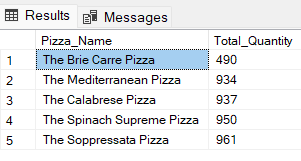 Results Messages
Pizza_Name Total_Quantity
1 The Brie Carre Pizza 490
2 The Mediterranean Pizza 934
3 The Calabrese Pizza 937
4 The Spinach Supreme Pizza 950
5 The Soppressata Pizza 961